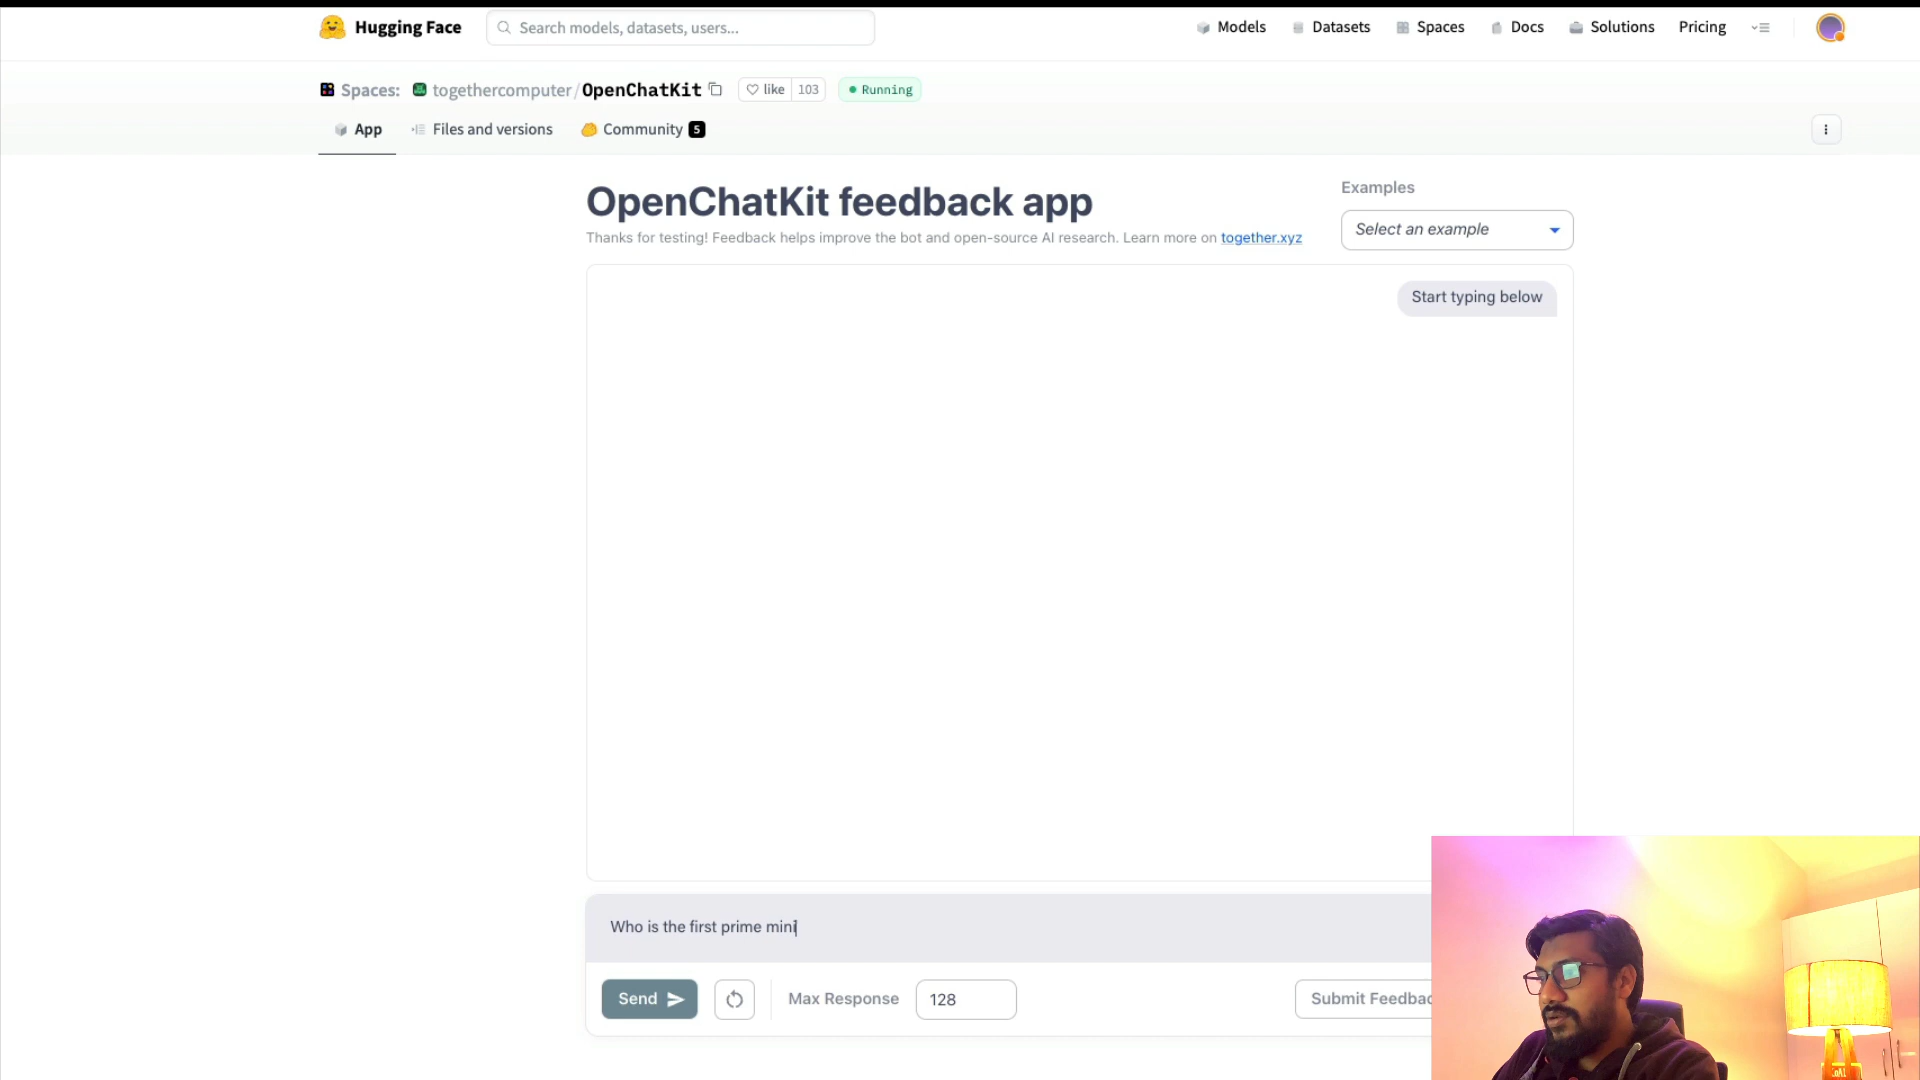 Hugging Face
Search models, datasets, users...
Models
Datasets
Spaces
Docs
Solutions
Pricing
Spaces:
togethercomputer/OpenChatKit
like 103
Running
App
Files and versions
Community 5
OpenChatKit feedback app
Thanks for testing! Feedback helps improve the bot and open-source AI research. Learn more on together.xyz
Examples
Select an example
Start typing below
Who is the first prime mini
Send
Max Response
128
Submit Feedbac